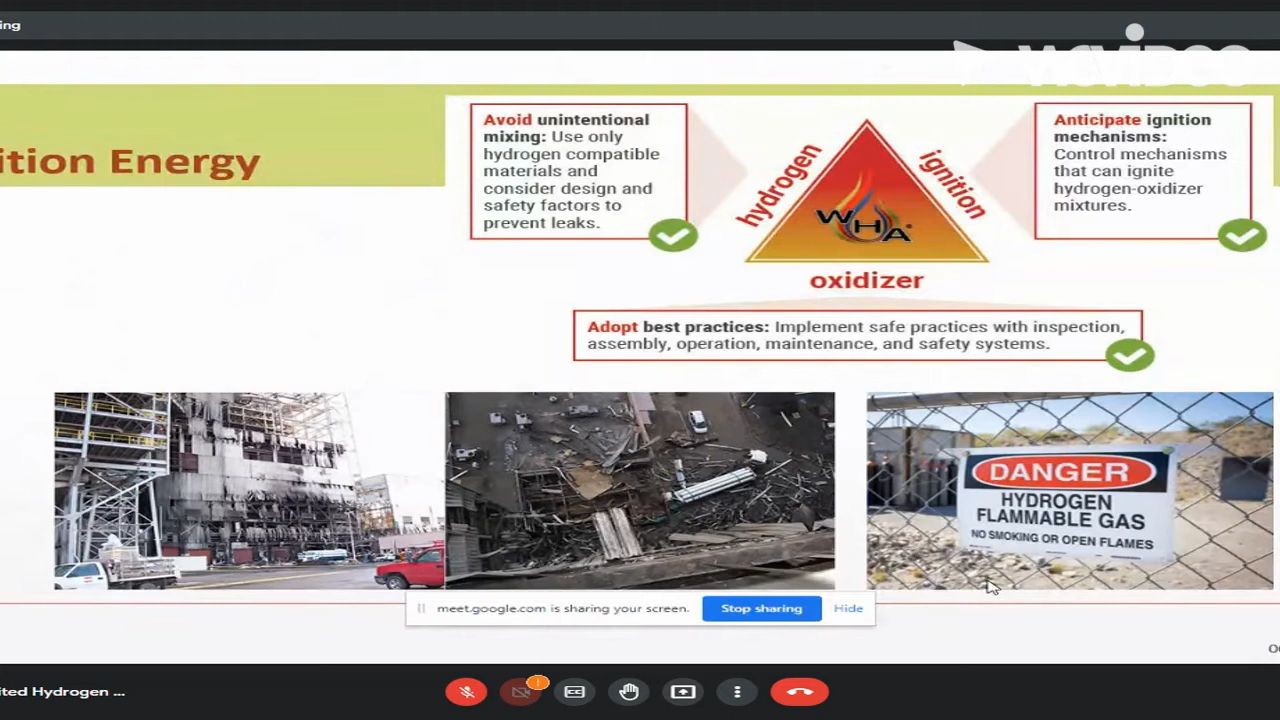 ing
WeViDeo
ition Energy
Avoid unintentional
mixing: Use only
hydrogen compatible
materials and
consider design and
safety factors to
prevent leaks.
hydrogen
ignition
WHA
oxidizer
Anticipate ignition
mechanisms:
Control mechanisms
that can ignite
hydrogen-oxidizer
mixtures.
Adopt best practices: Implement safe practices with inspection,
assembly, operation, maintenance, and safety systems.
DANGER
HYDROGEN
FLAMMABLE GAS
NO SMOKING OR OPEN FLAMES
meet.google.com is sharing your screen.
Stop sharing
Hide
ited Hydrogen ...